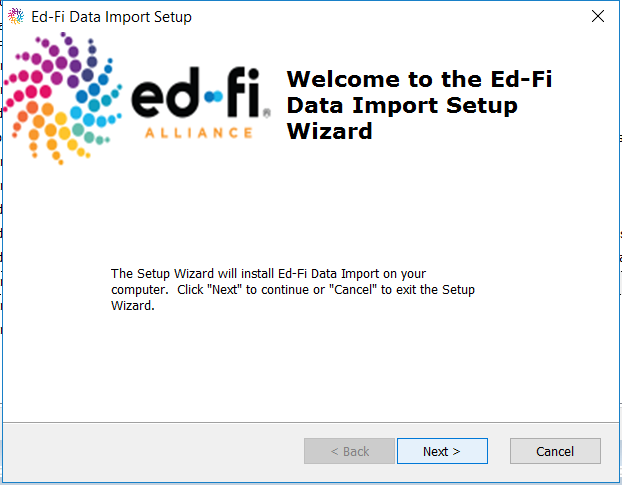 Ed-Fi Data Import Setup
ed-fi
ALLIANCE
Welcome to the Ed-Fi
Data Import Setup
Wizard
The Setup Wizard will install Ed-Fi Data Import on your
computer. Click "Next" to continue or "Cancel" to exit the Setup
Wizard.
< Back
Next >
Cancel